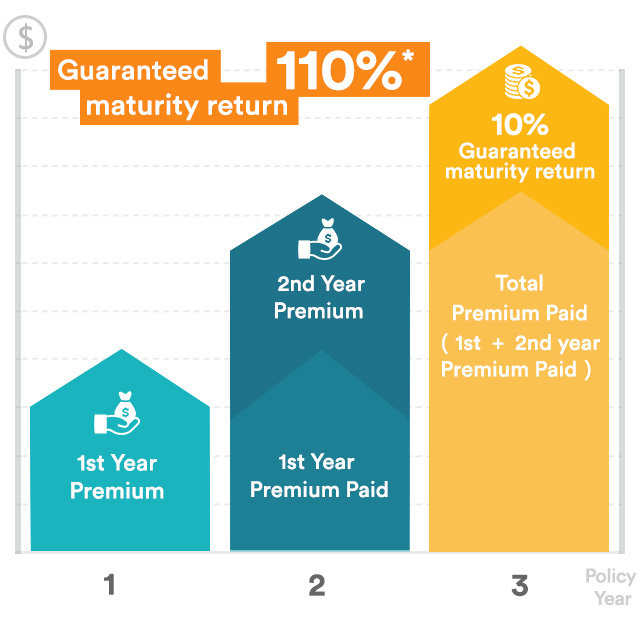 $
Guaranteed
maturity return
110%*
10%
Guaranteed
maturity return
$
2nd Year
Premium
Total
Premium Paid
( 1st + 2nd year
Premium Paid )
$
1st Year
Premium
1st Year
Premium Paid
$
1
2
3
Policy
Year